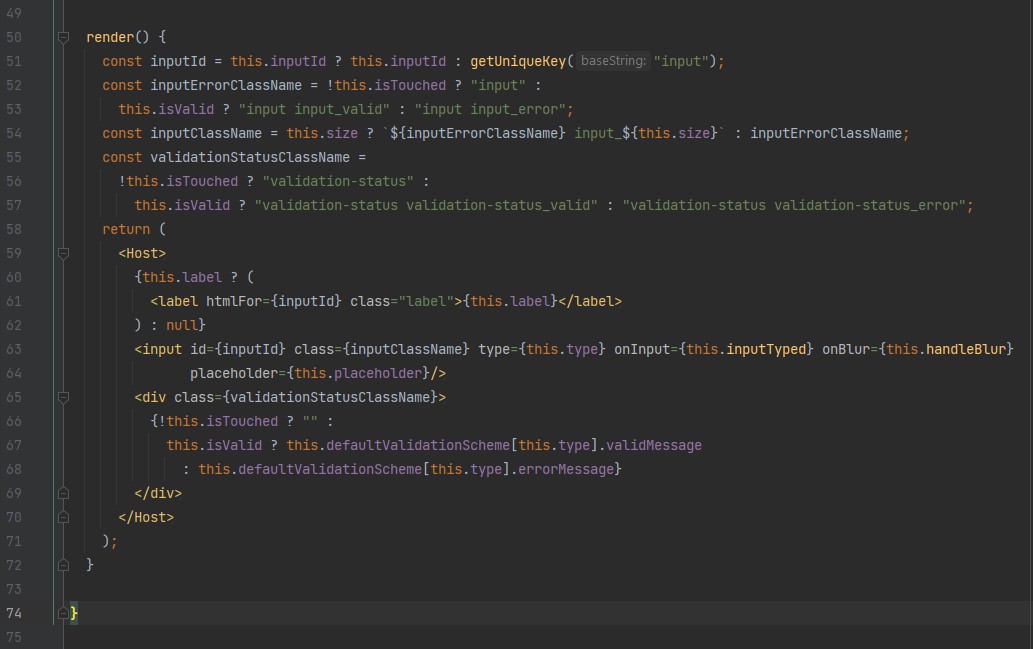 49
50 render() {
51 const inputId = this.inputId ? this.inputId : getUniqueKey( baseString: "input");
52 const inputErrorClassName = !this.isTouched ? "input" :
53 this.isValid ? "input input_valid" : "input input_error";
54 const inputClassName = this.size ? `${inputErrorClassName} input_${this.size}` : inputErrorClassName;
55 const validationStatusClassName =
56 !this.isTouched ? "validation-status" :
57 this.isValid ? "validation-status validation-status_valid" : "validation-status validation-status_error";
58 return (
59 <Host>
60 {this.label ? (
61 <label htmlFor={inputId} class="label">{this.label}</label>
62 ) : null}
63 <input id={inputId} class={inputClassName} type={this.type} onInput={this.inputTyped} onBlur={this.handleBlur}
64 placeholder={this.placeholder}/>
65 <div class={validationStatusClassName}>
66 {!this.isTouched ? "" :
67 this.isValid ? this.defaultValidationScheme[this.type].validMessage
68 : this.defaultValidationScheme[this.type].errorMessage}
69 </div>
70 </Host>
71 );
72 }
73
74 }
75